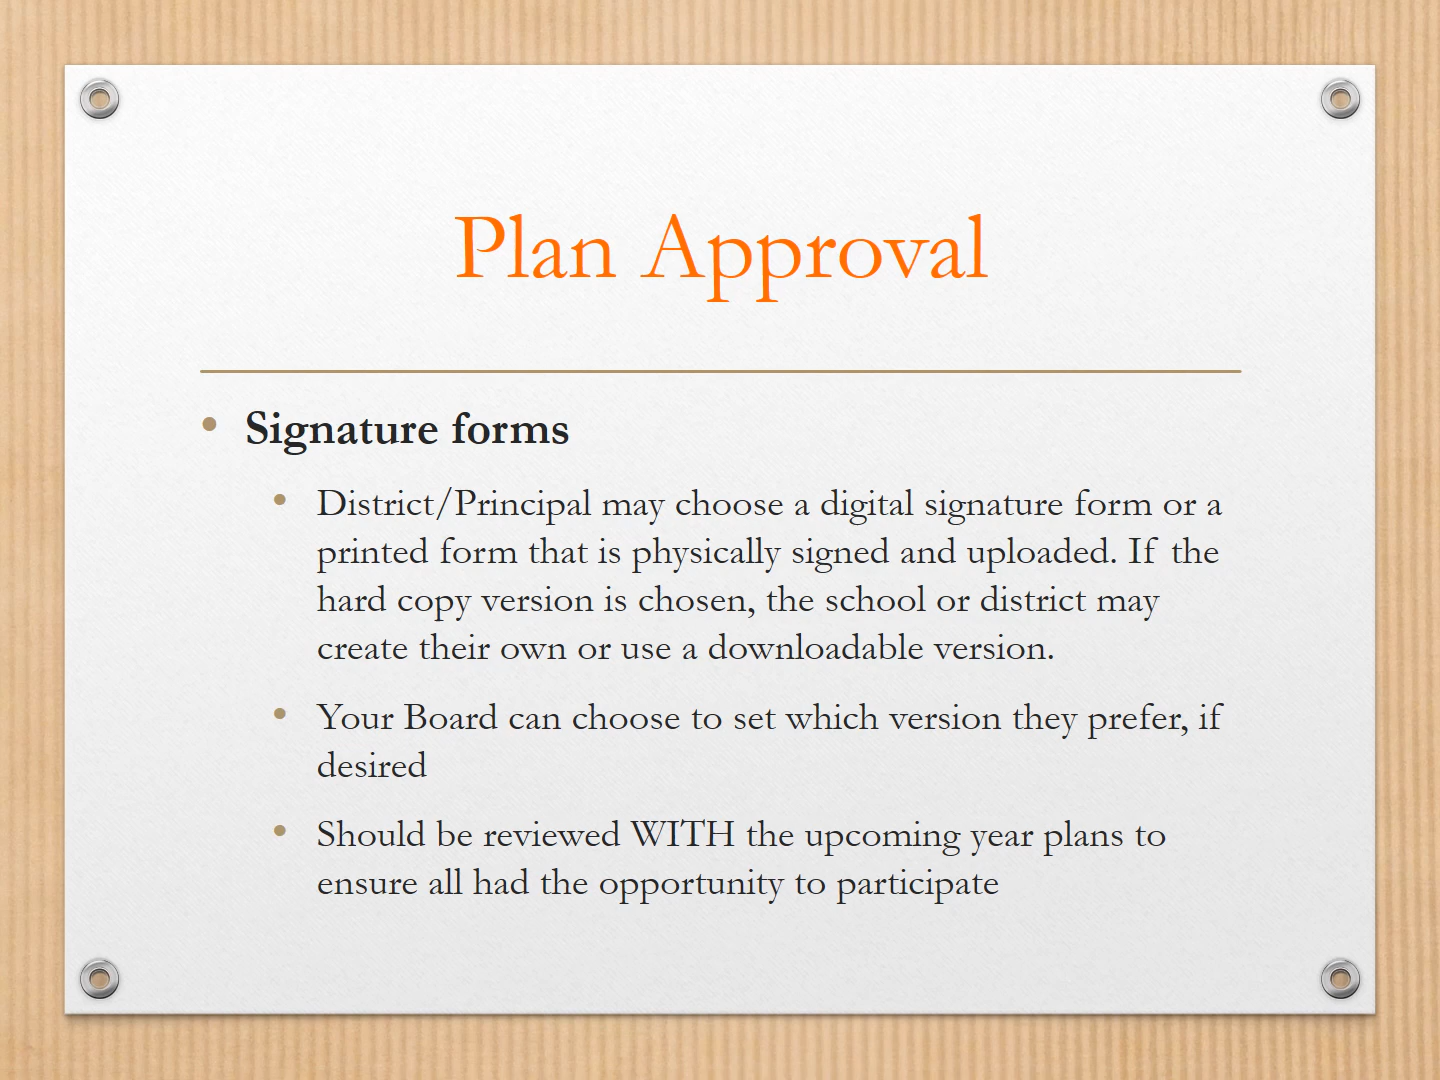 Plan Approval
Signature forms
District/Principal may choose a digital signature form or a
printed form that is physically signed and uploaded. If the
hard copy version is chosen, the school or district may
create their own or use a downloadable version.
Your Board can choose to set which version they prefer, if
desired
Should be reviewed WITH the upcoming year plans to
ensure all had the opportunity to participate